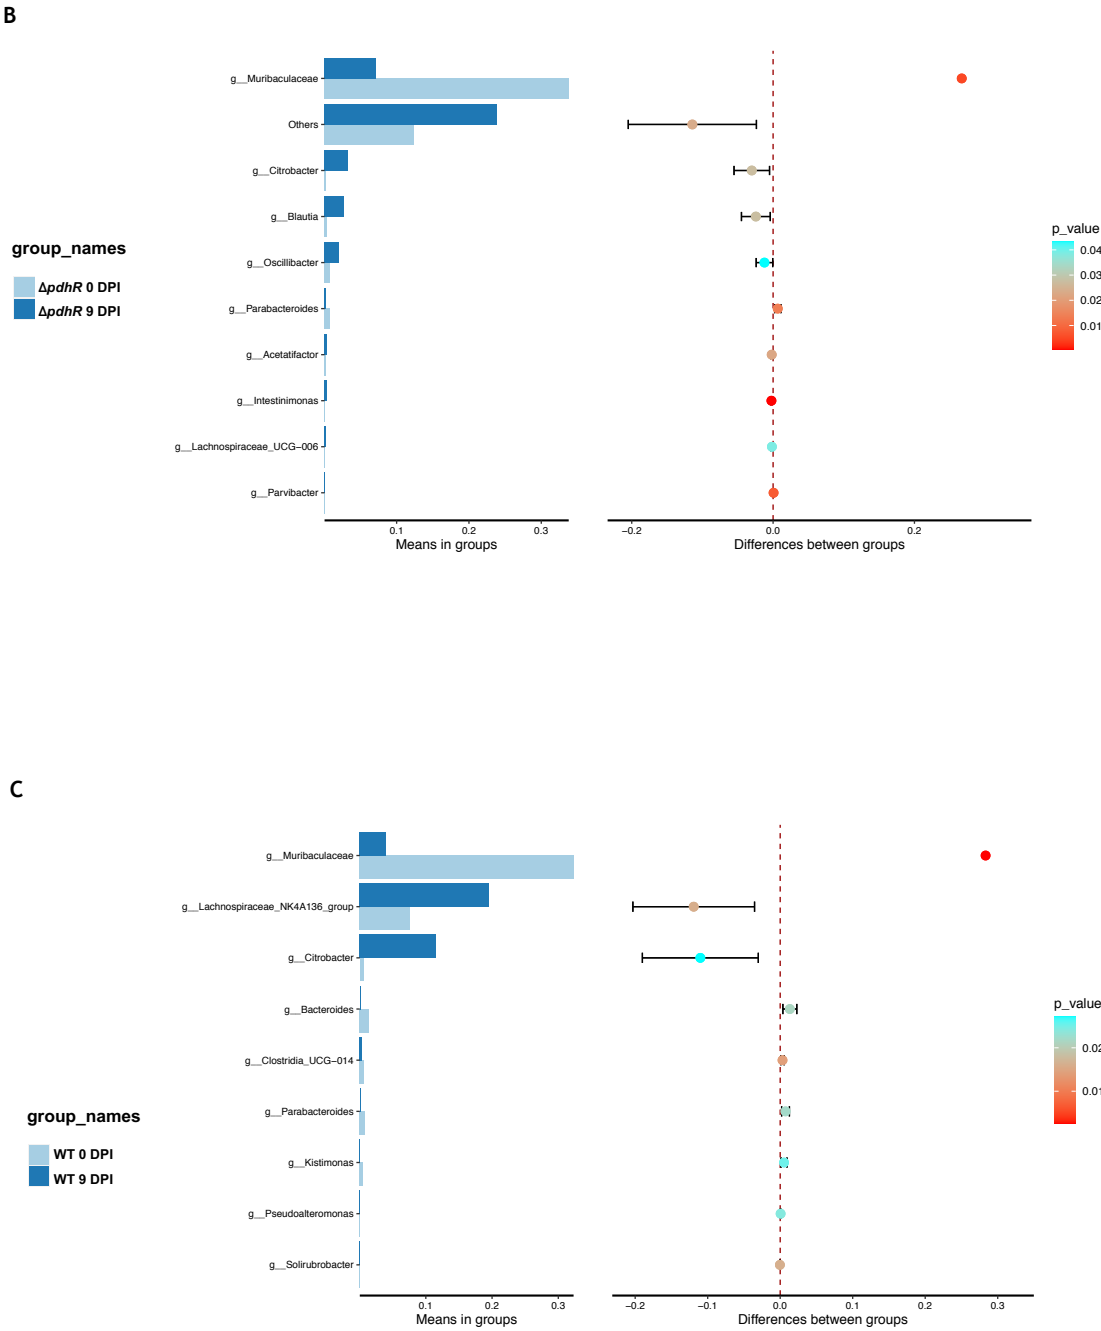 B
g__Muribaculaceae
Others
g__Citrobacter
g__Blautia
g__Oscillibacter
g__Parabacteroides
g__Acetatifactor
g__Intestinimonas
g__Lachnospiraceae_UCG−006
g__Parvibacter
group_names
ΔpdhR 0 DPI
ΔpdhR 9 DPI
0.1 0.2 0.3
Means in groups
−0.2 0.0 0.2
Differences between groups
p_value
0.04
0.03
0.02
0.01
C
g__Muribaculaceae
g__Lachnospiraceae_NK4A136_group
g__Citrobacter
g__Bacteroides
g__Clostridia_UCG−014
g__Parabacteroides
g__Kistimonas
g__Pseudoalteromonas
g__Solirubrobacter
group_names
WT 0 DPI
WT 9 DPI
0.1 0.2 0.3
Means in groups
−0.2 −0.1 0.0 0.1 0.2 0.3
Differences between groups
p_value
0.02
0.01